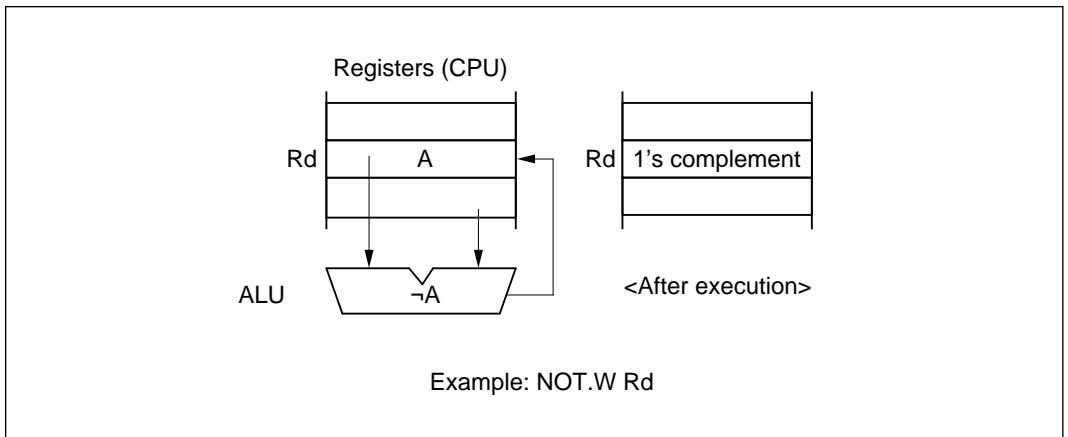 Registers (CPU)
Rd A
Rd 1's complement
ALU ¬A
<After execution>
Example: NOT.W Rd